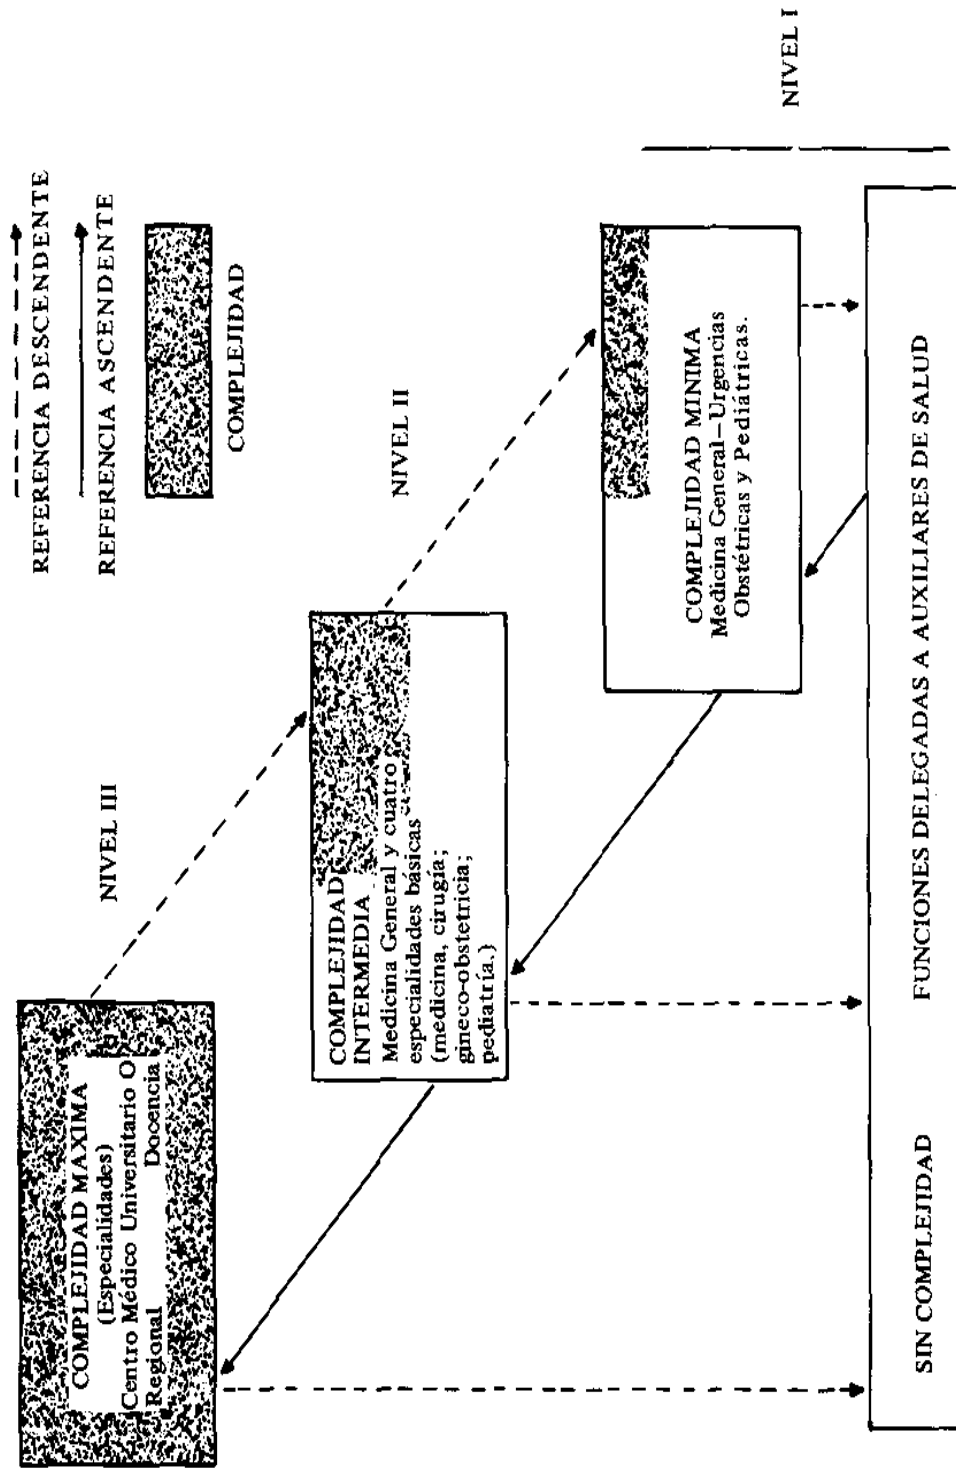 REFERENCIA DESCENDENTE
REFERENCIA ASCENDENTE
COMPLEJIDAD
NIVEL III
NIVEL II
NIVEL I
COMPLEJIDAD MAXIMA
(Especialidades)
Centro Médico Universitario O
Regional Docencia
COMPLEJIDAD
INTERMEDIA
Medicina General y cuatro
especialidades básicas
(medicina, cirugía;
gineco-obstetricia;
pediatría.)
COMPLEJIDAD MINIMA
Medicina General—Urgencias
Obstétricas y Pediátricas.
SIN COMPLEJIDAD FUNCIONES DELEGADAS A AUXILIARES DE SALUD